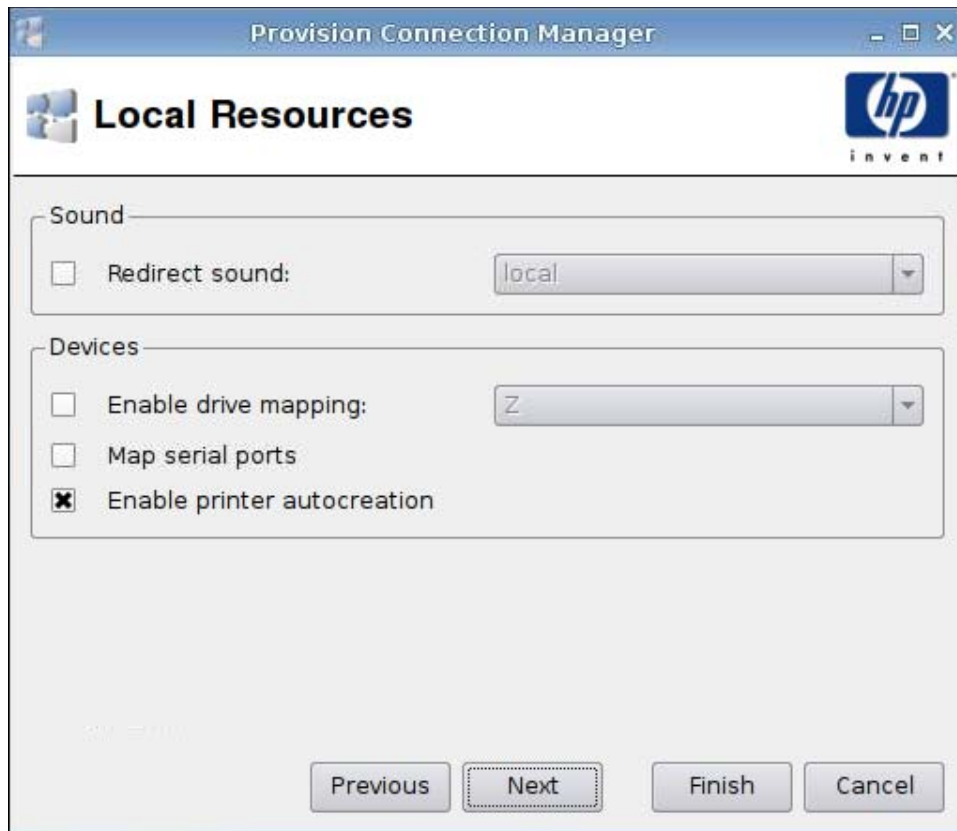 Provision Connection Manager
Local Resources
hp
invent
Sound
Redirect sound:
local
Devices
Enable drive mapping:
Z
Map serial ports
Enable printer autocreation
Previous
Next
Finish
Cancel